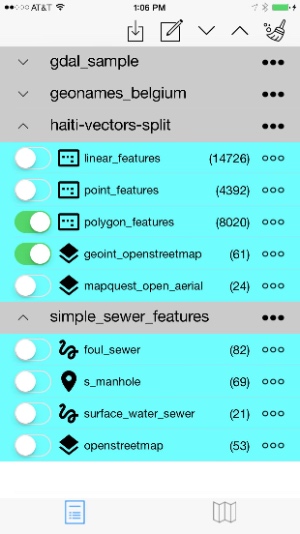 AT&T 1:06 PM
gdal_sample
geonames_belgium
haiti-vectors-split
linear_features (14726)
point_features (4392)
polygon_features (8020)
geoint_openstreetmap (61)
mapquest_open_aerial (24)
simple_sewer_features
foul_sewer (82)
s_manhole (69)
surface_water_sewer (21)
openstreetmap (53)